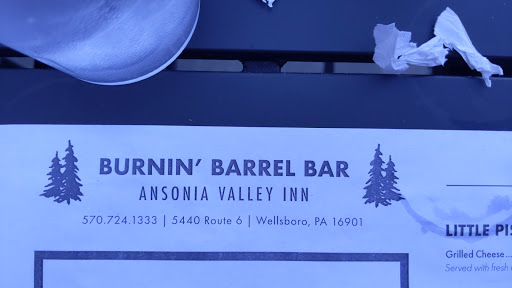 BURNIN' BARREL BAR
ANSONIA VALLEY INN
570.724.1333 | 5440 Route 6 | Wellsboro, PA 16901
LITTLE
Grilled Cheese...
Served with fresh